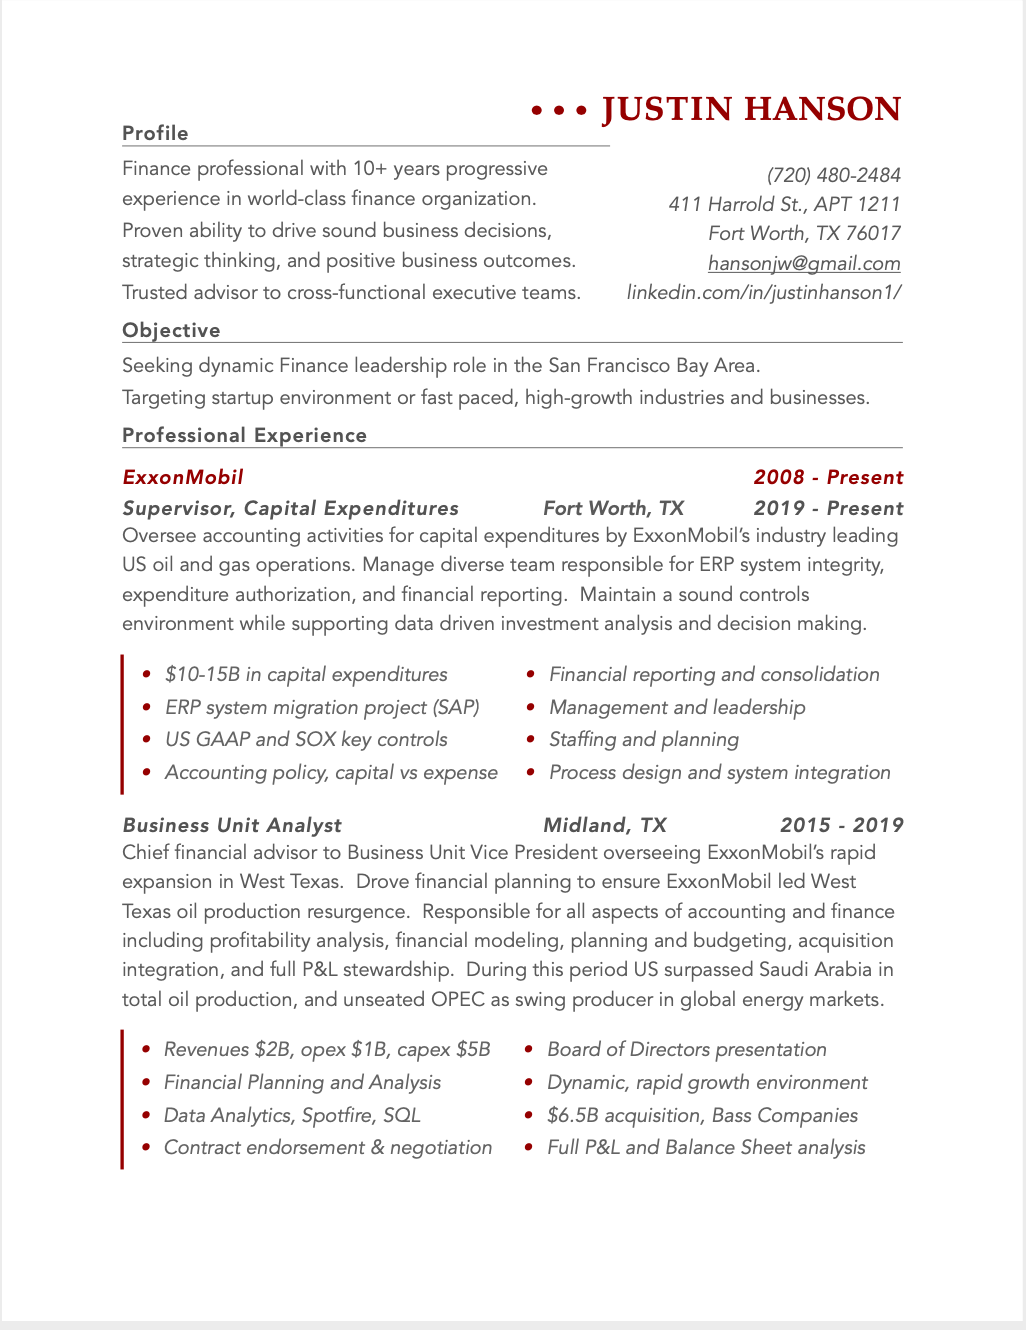 ••• JUSTIN HANSON
Profile
Finance professional with 10+ years progressive
experience in world-class finance organization.
Proven ability to drive sound business decisions,
strategic thinking, and positive business outcomes.
Trusted advisor to cross-functional executive teams.
(720) 480-2484
411 Harrold St., APT 1211
Fort Worth, TX 76017
hansonjw@gmail.com
linkedin.com/in/justinhanson1/
Objective
Seeking dynamic Finance leadership role in the San Francisco Bay Area.
Targeting startup environment or fast paced, high-growth industries and businesses.
Professional Experience
ExxonMobil 2008 - Present
Supervisor, Capital Expenditures Fort Worth, TX 2019 - Present
Oversee accounting activities for capital expenditures by ExxonMobil’s industry leading
US oil and gas operations. Manage diverse team responsible for ERP system integrity,
expenditure authorization, and financial reporting.  Maintain a sound controls
environment while supporting data driven investment analysis and decision making.
• $10-15B in capital expenditures
• ERP system migration project (SAP)
• US GAAP and SOX key controls
• Accounting policy, capital vs expense
• Financial reporting and consolidation
• Management and leadership
• Staffing and planning
• Process design and system integration
Business Unit Analyst Midland, TX 2015 - 2019
Chief financial advisor to Business Unit Vice President overseeing ExxonMobil’s rapid
expansion in West Texas.  Drove financial planning to ensure ExxonMobil led West
Texas oil production resurgence.  Responsible for all aspects of accounting and finance
including profitability analysis, financial modeling, planning and budgeting, acquisition
integration, and full P&L stewardship.  During this period US surpassed Saudi Arabia in
total oil production, and unseated OPEC as swing producer in global energy markets.
• Revenues $2B, opex $1B, capex $5B
• Financial Planning and Analysis
• Data Analytics, Spotfire, SQL
• Contract endorsement & negotiation
• Board of Directors presentation
• Dynamic, rapid growth environment
• $6.5B acquisition, Bass Companies
• Full P&L and Balance Sheet analysis